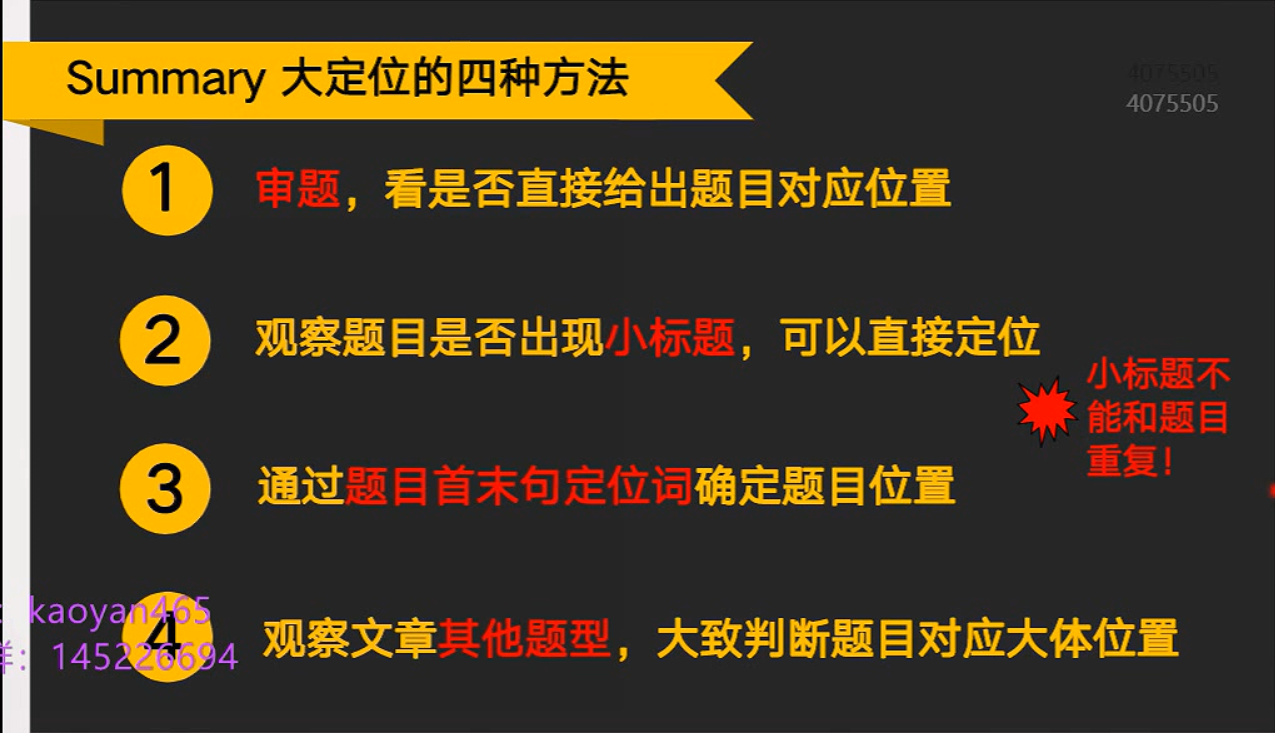 Summary 大定位的四种方法
4075505
4075505
1 审题，看是否直接给出题目对应位置
2 观察题目是否出现小标题，可以直接定位
小标题不
能和题目
重复！
3 通过题目首末句定位词确定题目位置
4 观察文章其他题型，大致判断题目对应大体位置
：kaoyan465
群：145226694